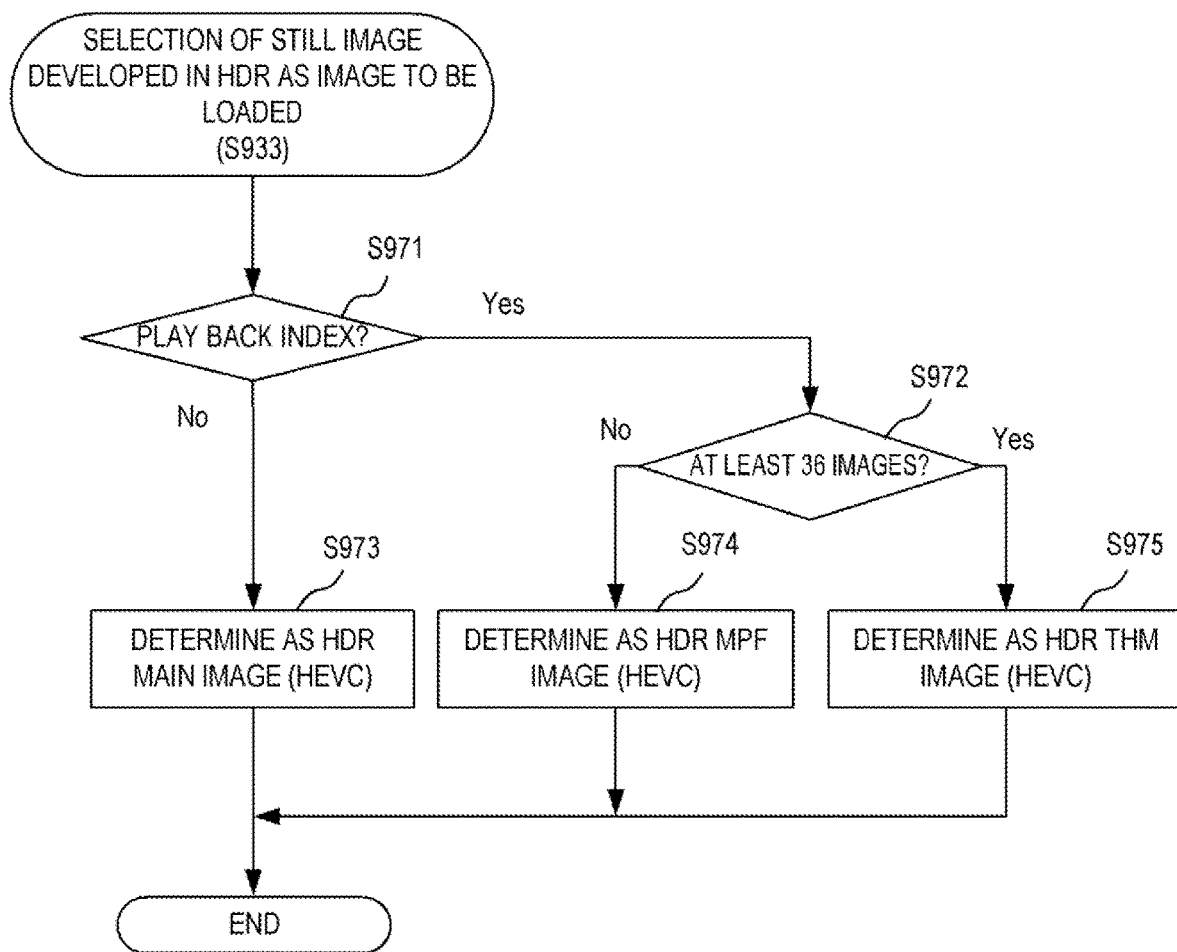 SELECTION OF STILL IMAGE
DEVELOPED IN HDR AS IMAGE TO BE
LOADED
(S933)
S971
PLAY BACK INDEX?
Yes
No
S972
AT LEAST 36 IMAGES?
No
Yes
S973
DETERMINE AS HDR
MAIN IMAGE (HEVC)
S974
DETERMINE AS HDR MPF
IMAGE (HEVC)
S975
DETERMINE AS HDR THM
IMAGE (HEVC)
END